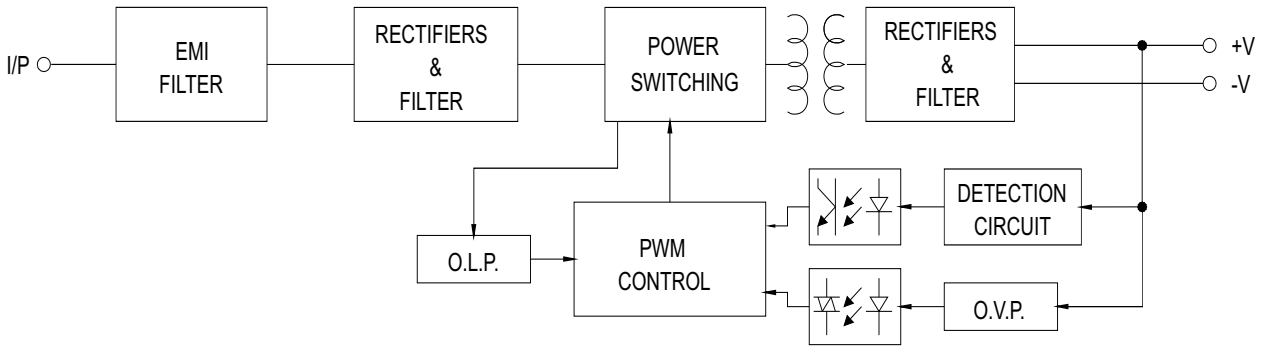 I/P
EMI
FILTER
RECTIFIERS
&
FILTER
POWER
SWITCHING
RECTIFIERS
&
FILTER
+V
-V
DETECTION
CIRCUIT
O.L.P.
PWM
CONTROL
O.V.P.